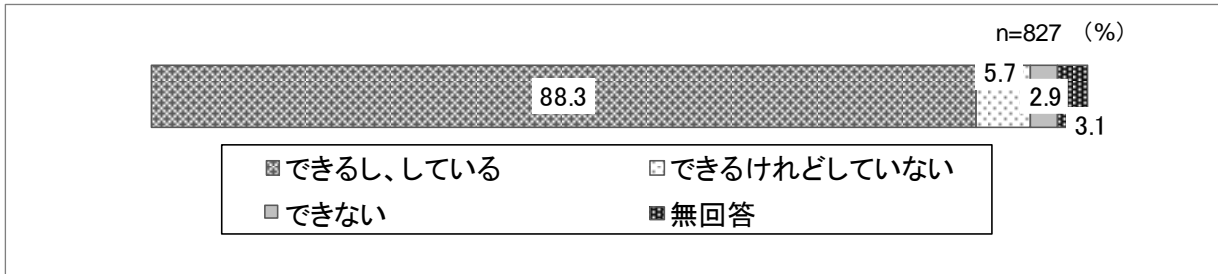 n=827 （%）
5.7
88.3
2.9
3.1
できるし、している できるけれどしていない
できない 無回答